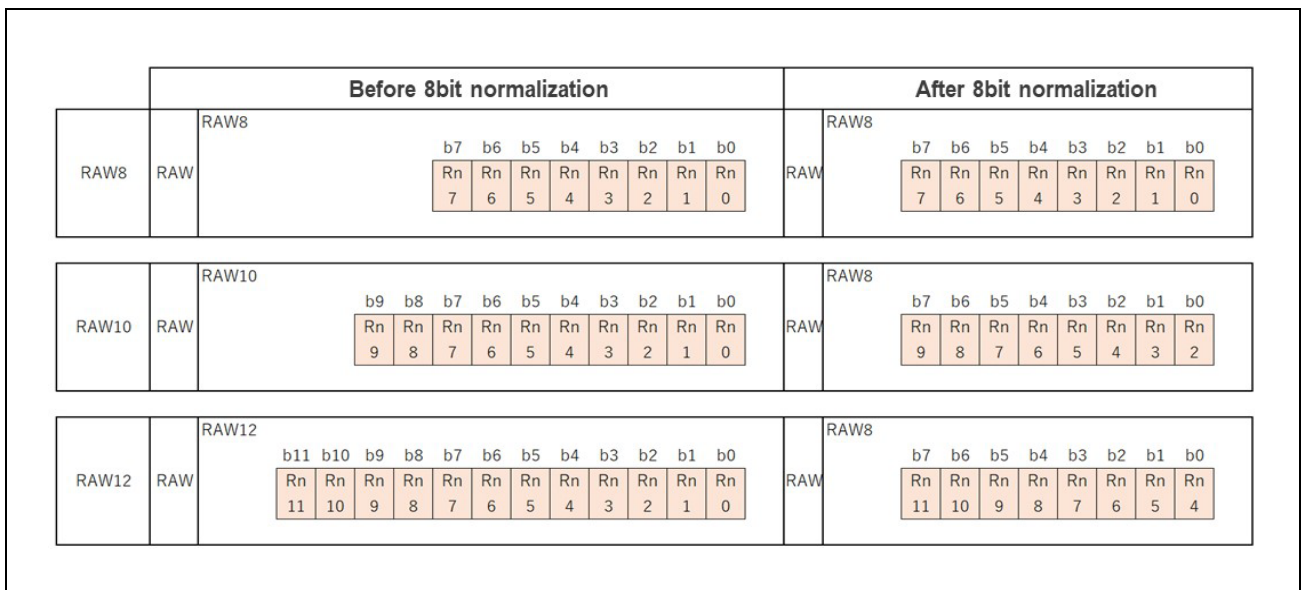 Before 8bit normalization After 8bit normalization
RAW8 RAW8
b7 b6 b5 b4 b3 b2 b1 b0 b7 b6 b5 b4 b3 b2 b1 b0
RAW8 RAW Rn Rn Rn Rn Rn Rn Rn Rn RAW Rn Rn Rn Rn Rn Rn Rn Rn
7 6 5 4 3 2 1 0 7 6 5 4 3 2 1 0
RAW10 RAW8
b9 b8 b7 b6 b5 b4 b3 b2 b1 b0 b7 b6 b5 b4 b3 b2 b1 b0
RAW10 RAW Rn Rn Rn Rn Rn Rn Rn Rn Rn Rn RAW Rn Rn Rn Rn Rn Rn Rn Rn
9 8 7 6 5 4 3 2 1 0 9 8 7 6 5 4 3 2
RAW12 RAW8
b11 b10 b9 b8 b7 b6 b5 b4 b3 b2 b1 b0 b7 b6 b5 b4 b3 b2 b1 b0
RAW12 RAW Rn Rn Rn Rn Rn Rn Rn Rn Rn Rn Rn Rn RAW Rn Rn Rn Rn Rn Rn Rn Rn
11 10 9 8 7 6 5 4 3 2 1 0 11 10 9 8 7 6 5 4